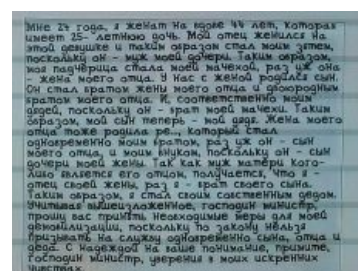 Мне 24 года, я женат на вдове 44 лет, которая
имеет 25- летнюю дочь. Мой отец женился на
этой девушке и таким образом стал моим зятем,
поскольку он - муж моей дочери. Таким образом,
моя падчерица стала моей мачехой, раз уж она
- жена моего отца. У нас с женой родился сын.
Он стал братом жены моего отца и двоюродным
братом моего отца. И, соответственно моим
дядей, поскольку он - брат моей мачехи. Таким
образом, мой сын теперь - мой дядя. Жена моего
отца тоже родила ре.., который стал
одновременно моим братом, раз уж он - сын
моего отца, и моим внуком, поскольку он - сын
дочери моей жены. Так как муж матери кого-
либо является его отцом, получается, что я -
отец своей жены, раз я - брат своего сына.
Таким образом, я стал своим собственным дедом.
Учитывая вышеизложенное, господин министр,
прошу вас принять необходимые меры для моей
демобилизации, поскольку по закону нельзя
призывать на службу одновременно сына, отца и
деда. С надеждой на ваше понимание, примите,
господин министр, уверения в моих искренних
чувствах.